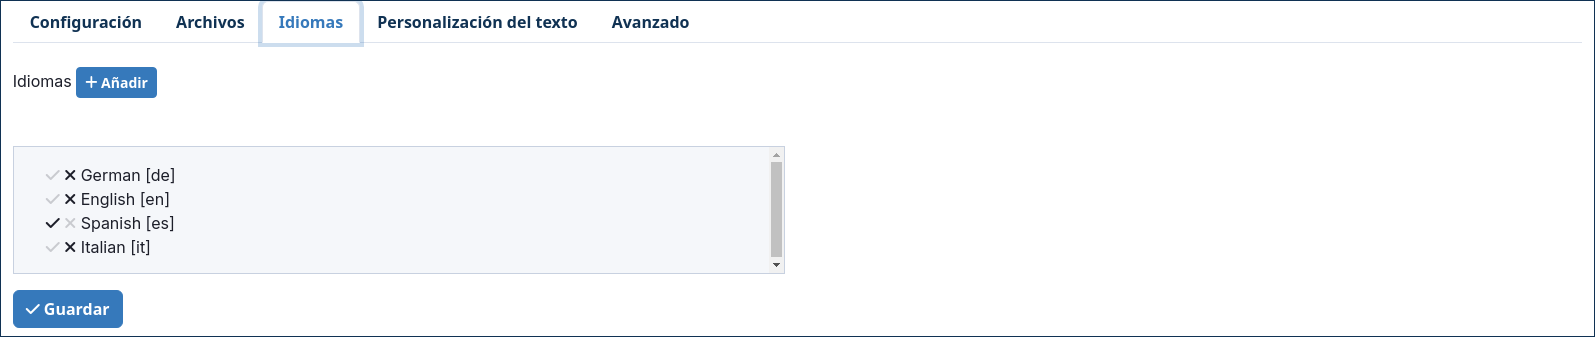 Configuración Archivos Idiomas Personalización del texto Avanzado
Idiomas Añadir
German [de]
English [en]
Spanish [es]
Italian [it]
Guardar